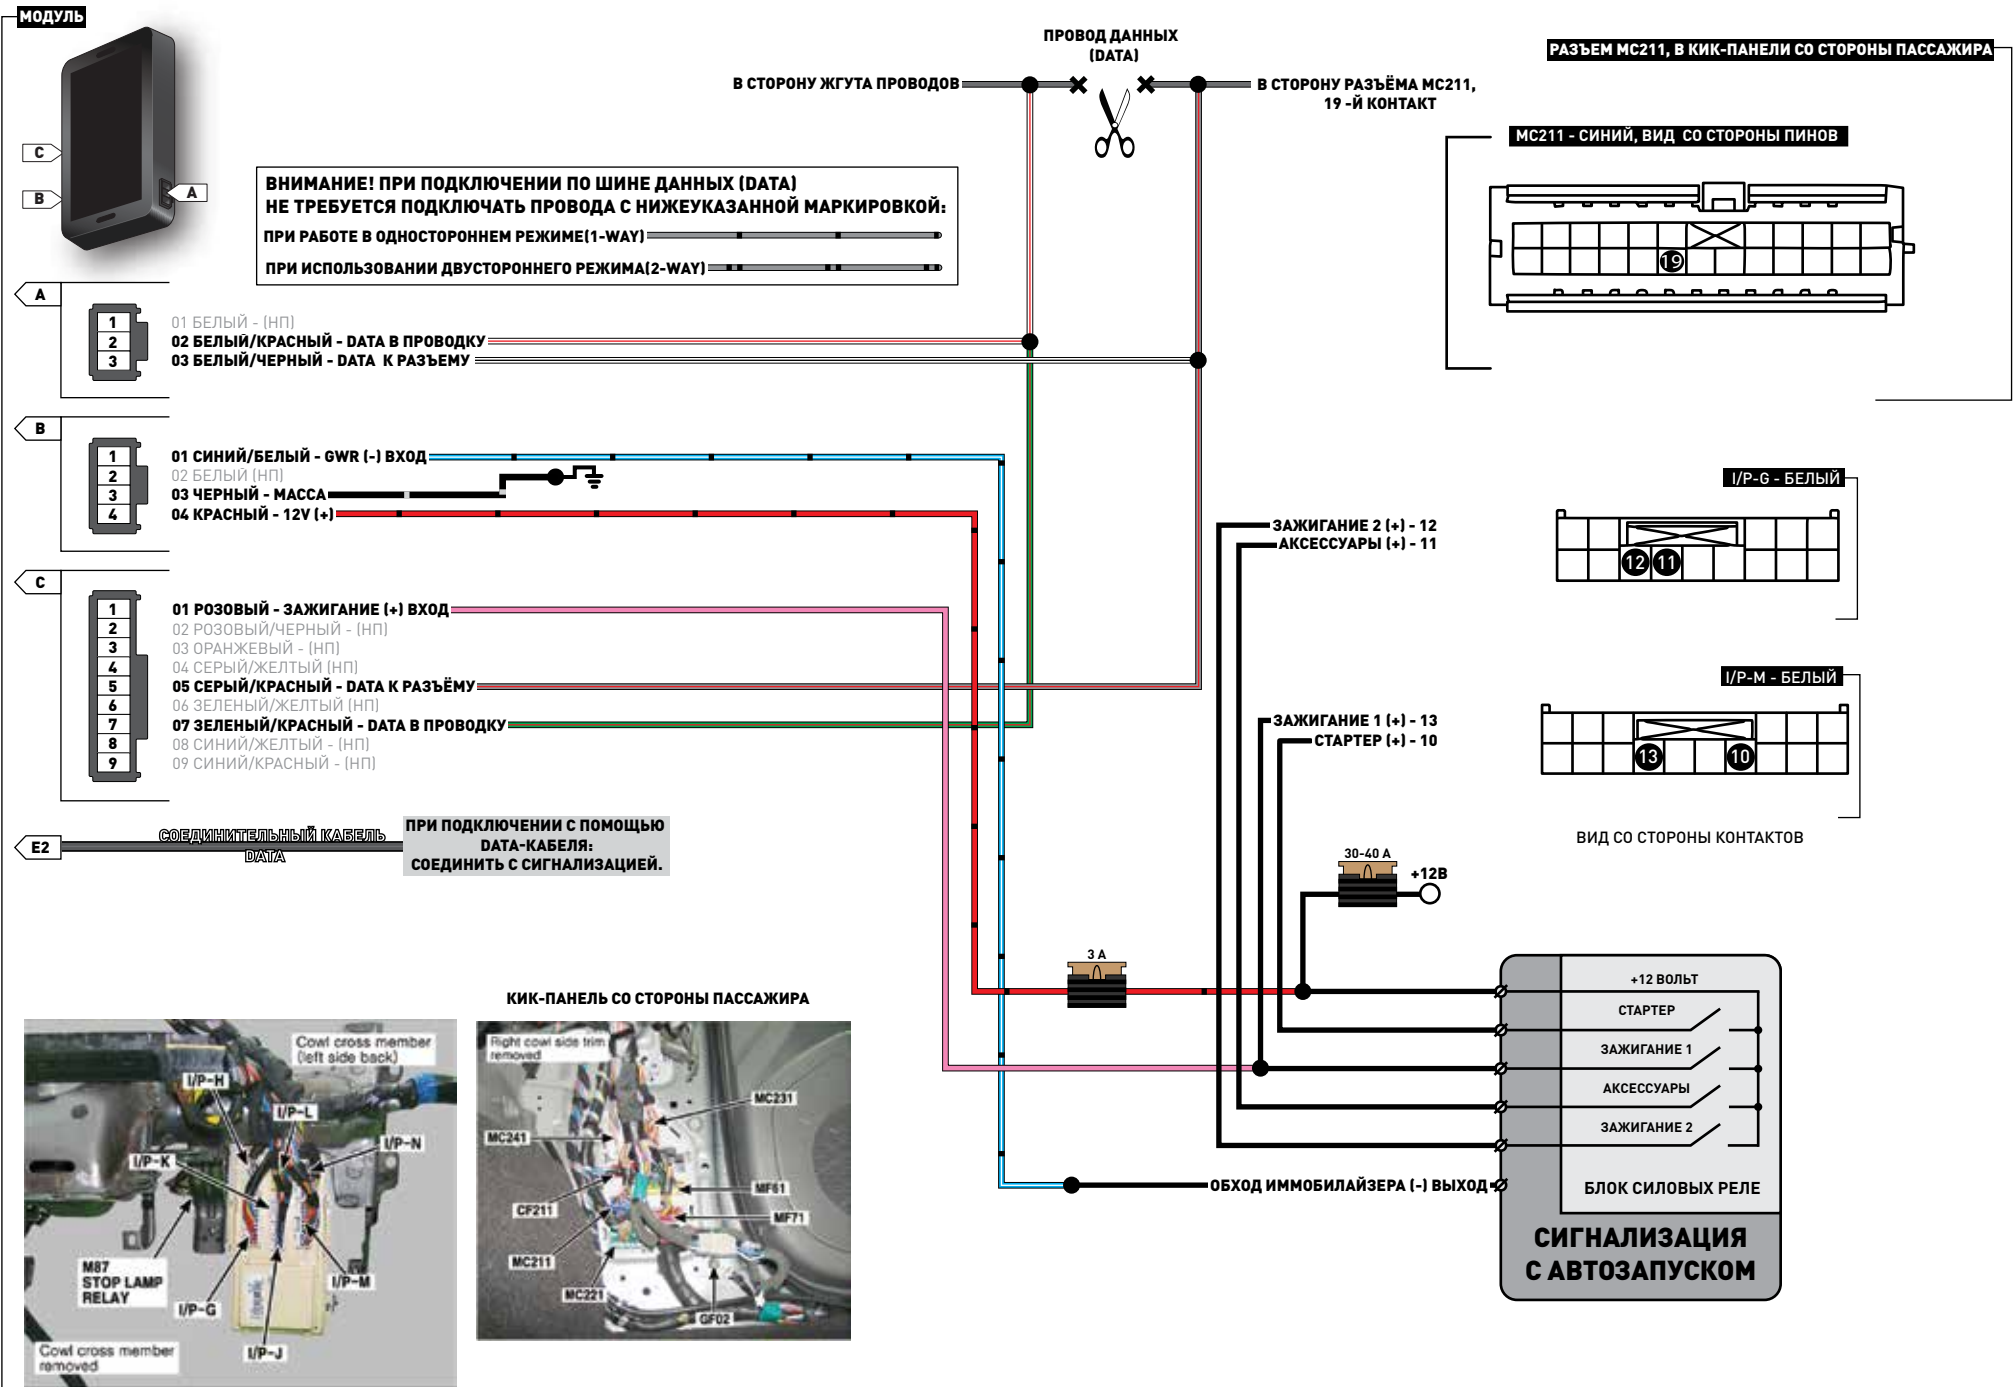 МОДУЛЬ
C
B
A
ПРОВОД ДАННЫХ
(DATA)
В СТОРОНУ ЖГУТА ПРОВОДОВ
В СТОРОНУ РАЗЪЁМА МС211,
19 -Й КОНТАКТ
РАЗЪЕМ МС211, В КИК-ПАНЕЛИ СО СТОРОНЫ ПАССАЖИРА
МС211 - СИНИЙ, ВИД СО СТОРОНЫ ПИНОВ
19
ВНИМАНИЕ! ПРИ ПОДКЛЮЧЕНИИ ПО ШИНЕ ДАННЫХ (DATA)
НЕ ТРЕБУЕТСЯ ПОДКЛЮЧАТЬ ПРОВОДА С НИЖЕУКАЗАННОЙ МАРКИРОВКОЙ:
ПРИ РАБОТЕ В ОДНОСТОРОННЕМ РЕЖИМЕ(1-WAY)
ПРИ ИСПОЛЬЗОВАНИИ ДВУСТОРОННЕГО РЕЖИМА(2-WAY)
A
1 01 БЕЛЫЙ - (НП)
2 02 БЕЛЫЙ/КРАСНЫЙ - DATA В ПРОВОДКУ
3 03 БЕЛЫЙ/ЧЕРНЫЙ - DATA К РАЗЪЕМУ
B
1 01 СИНИЙ/БЕЛЫЙ - GWR (-) ВХОД
2 02 БЕЛЫЙ (НП)
3 03 ЧЕРНЫЙ - МАССА
4 04 КРАСНЫЙ - 12V (+)
C
1 01 РОЗОВЫЙ - ЗАЖИГАНИЕ (+) ВХОД
2 02 РОЗОВЫЙ/ЧЕРНЫЙ - (НП)
3 03 ОРАНЖЕВЫЙ - (НП)
4 04 СЕРЫЙ/ЖЕЛТЫЙ (НП)
5 05 СЕРЫЙ/КРАСНЫЙ - DATA К РАЗЪЁМУ
6 06 ЗЕЛЕНЫЙ/ЖЕЛТЫЙ (НП)
7 07 ЗЕЛЕНЫЙ/КРАСНЫЙ - DATA В ПРОВОДКУ
8 08 СИНИЙ/ЖЕЛТЫЙ - (НП)
9 09 СИНИЙ/КРАСНЫЙ - (НП)
E2
СОЕДИНИТЕЛЬНЫЙ КАБЕЛЬ
DATA
ПРИ ПОДКЛЮЧЕНИИ С ПОМОЩЬЮ
DATA-КАБЕЛЯ:
СОЕДИНИТЬ С СИГНАЛИЗАЦИЕЙ.
ЗАЖИГАНИЕ 2 (+) - 12
АКСЕССУАРЫ (+) - 11
I/P-G - БЕЛЫЙ
12 11
ЗАЖИГАНИЕ 1 (+) - 13
СТАРТЕР (+) - 10
I/P-M - БЕЛЫЙ
13 10
ВИД СО СТОРОНЫ КОНТАКТОВ
30-40 А
+12В
3 А
+12 ВОЛЬТ
СТАРТЕР
ЗАЖИГАНИЕ 1
АКСЕССУАРЫ
ЗАЖИГАНИЕ 2
ОБХОД ИММОБИЛАЙЗЕРА (-) ВЫХОД
БЛОК СИЛОВЫХ РЕЛЕ
СИГНАЛИЗАЦИЯ
С АВТОЗАПУСКОМ
КИК-ПАНЕЛЬ СО СТОРОНЫ ПАССАЖИРА
Cowl cross member
(left side back)
I/P-H
I/P-L
I/P-N
I/P-K
M87
STOP LAMP
RELAY
I/P-M
I/P-G
I/P-J
Cowl cross member
removed
Right cowl side trim
removed
MC231
MC241
MF61
CF211
MF71
MC211
MC221
GF02